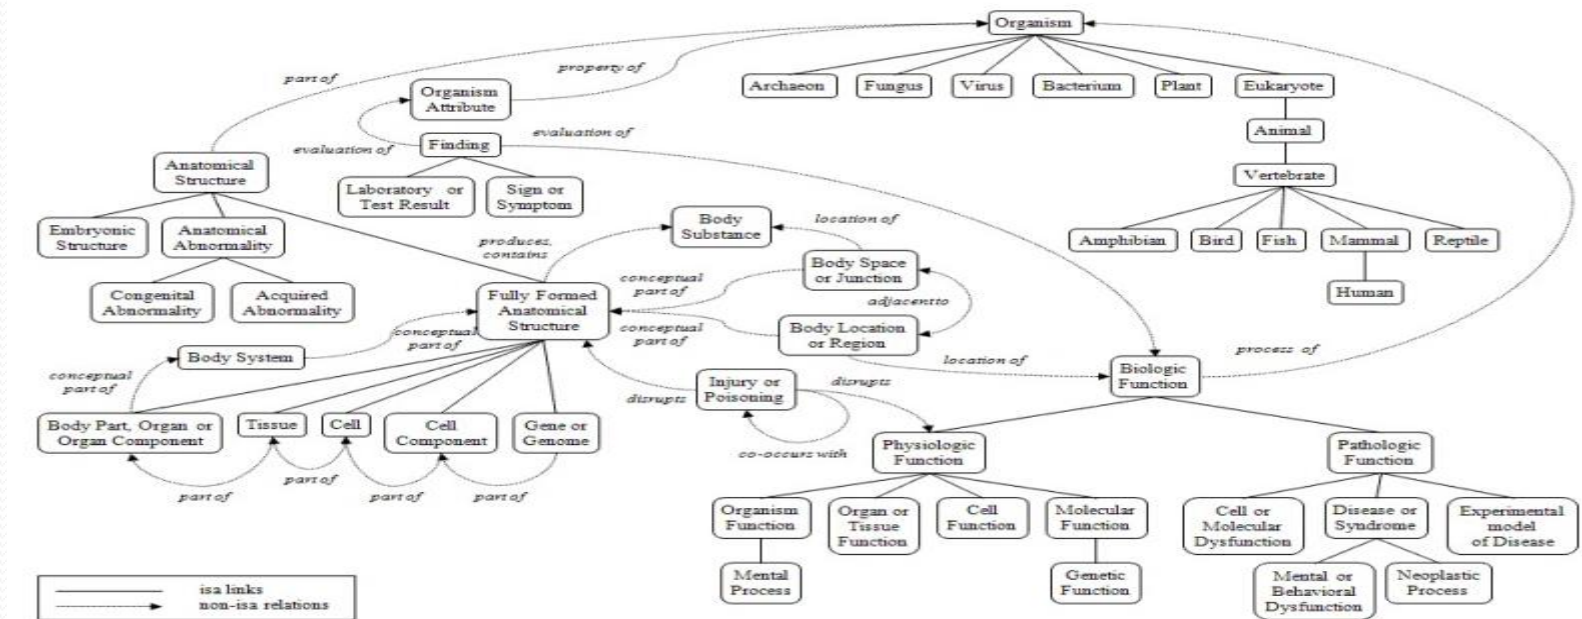 Organism
part of
property of
Organism
Attribute
Archaeon
Fungus
Virus
Bacterium
Plant
Eukaryote
evaluation of
Finding
evaluation of
Animal
Anatomical
Structure
Laboratory or
Test Result
Sign or
Symptom
Vertebrate
Embryonic
Structure
Anatomical
Abnormality
Body
Substance
location of
produces,
contains
Amphibian
Bird
Fish
Mammal
Reptile
Body Space
or Junction
conceptual
part of
Congenital
Abnormality
Acquired
Abnormality
Fully Formed
Anatomical
Structure
adjacent to
Human
conceptual
part of
conceptual
part of
Body Location
or Region
Body System
location of
process of
conceptual
part of
Injury or
Poisoning
disrupts
disrupts
Biologic
Function
Body Part, Organ or
Organ Component
Tissue
Cell
Cell
Component
Gene or
Genome
co-occurs with
Physiologic
Function
Pathologic
Function
part of
part of
part of
part of
Organism
Function
Organ or
Tissue
Function
Cell
Function
Molecular
Function
Cell or
Molecular
Dysfunction
Disease or
Syndrome
Experimental
model
of Disease
Mental
Process
Genetic
Function
Mental or
Behavioral
Dysfunction
Neoplastic
Process
isa links
non-isa relations